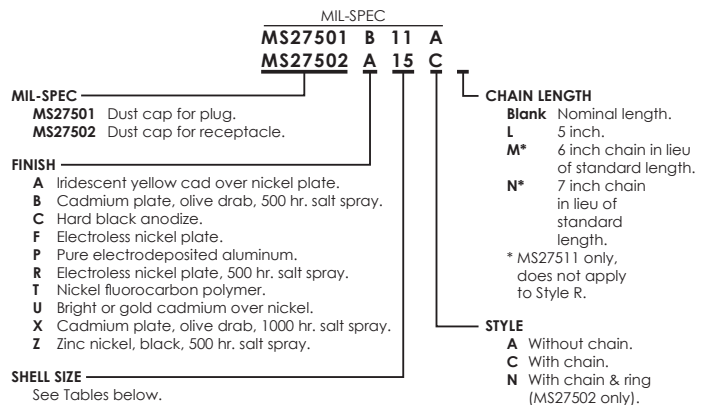 MIL-SPEC
MS27501 B 11 A
MS27502 A 15 C
MIL-SPEC
MS27501 Dust cap for plug.
MS27502 Dust cap for receptacle.
FINISH
A Iridescent yellow cad over nickel plate.
B Cadmium plate, olive drab, 500 hr. salt spray.
C Hard black anodize.
F Electroless nickel plate.
P Pure electrodeposited aluminum.
R Electroless nickel plate, 500 hr. salt spray.
T Nickel fluorocarbon polymer.
U Bright or gold cadmium over nickel.
X Cadmium plate, olive drab, 1000 hr. salt spray.
Z Zinc nickel, black, 500 hr. salt spray.
SHELL SIZE
See Tables below.
CHAIN LENGTH
Blank Nominal length.
L 5 inch.
M* 6 inch chain in lieu
of standard length.
N* 7 inch chain
in lieu of
standard
length.
* MS27511 only,
does not apply
to Style R.
STYLE
A Without chain.
C With chain.
N With chain & ring
(MS27502 only).